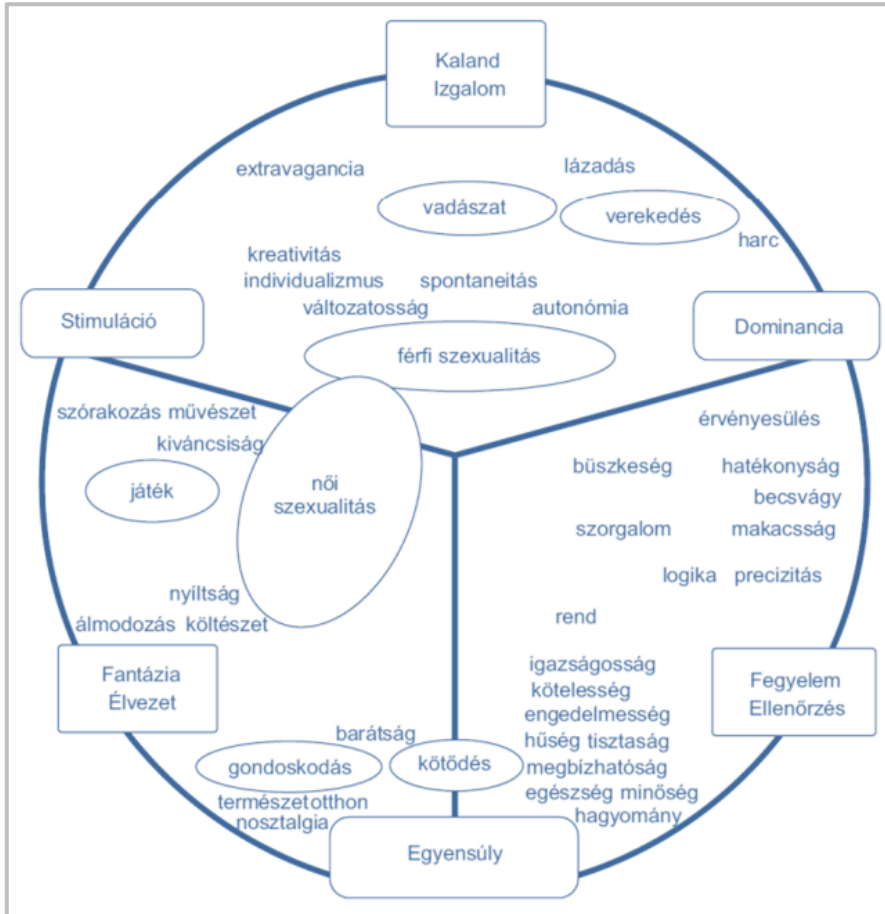 Kaland
Izgalom
extravagancia
lázadás
vadászat
verekedés
harc
kreativitás
individualizmus
spontaneitás
változatosság
autonómia
Stimuláció
Dominancia
férfi szexualitás
szórakozás művészet
kiváncsiság
játék
női
szexualitás
érvényesülés
büszkeség
hatékonyság
becsvágy
szorgalom
makacsság
logika
precizitás
rend
nyíltság
álmodozás költészet
Fantázia
Élvezet
igazságosság
kötelesség
engedelmesség
hűség tisztaság
megbízhatóság
egészség minőség
hagyomány
Fegyelem
Ellenőrzés
barátság
gondoskodás
kötődés
természet otthon
nosztalgia
Egyensúly